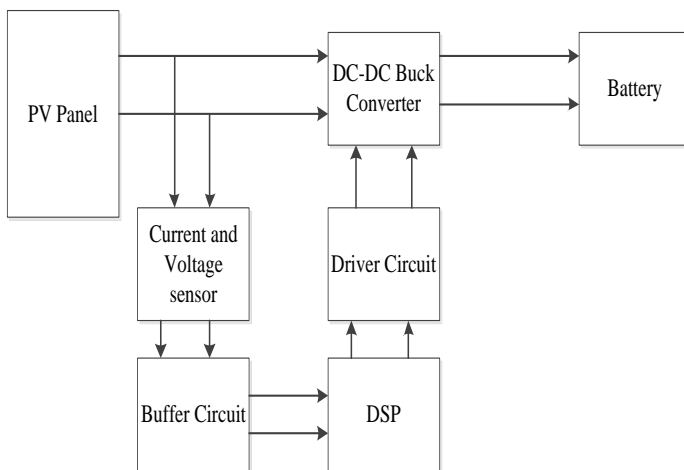 PV Panel
DC-DC Buck
Converter
Battery
Current and
Voltage
sensor
Driver Circuit
Buffer Circuit
DSP